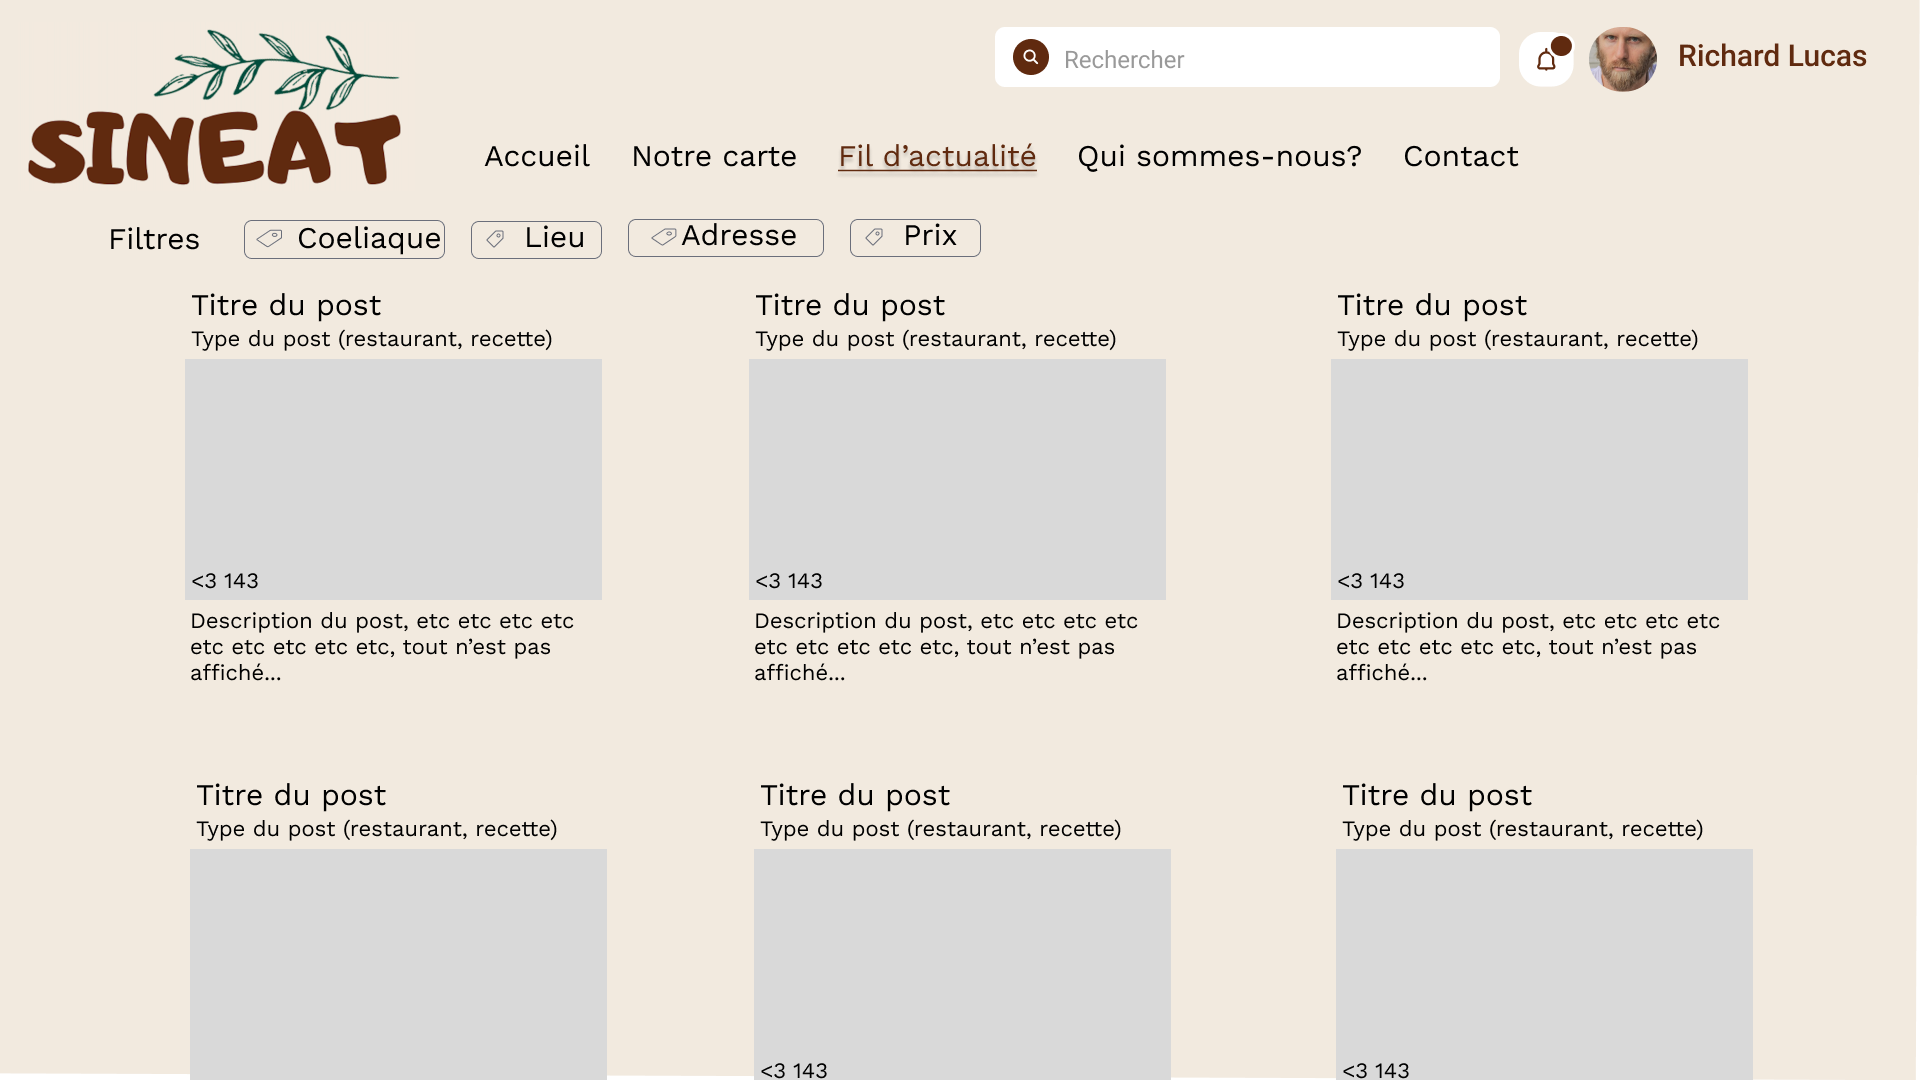 Rechercher
Richard Lucas
SINEAT
Accueil
Notre carte
Fil d’actualité
Qui sommes-nous?
Contact
Filtres
Coeliaque
Lieu
Adresse
Prix
Titre du post
Type du post (restaurant, recette)
<3 143
Description du post, etc etc etc etc
etc etc etc etc etc, tout n’est pas
affiché...
Titre du post
Type du post (restaurant, recette)
<3 143
Description du post, etc etc etc etc
etc etc etc etc etc, tout n’est pas
affiché...
Titre du post
Type du post (restaurant, recette)
<3 143
Description du post, etc etc etc etc
etc etc etc etc etc, tout n’est pas
affiché...
Titre du post
Type du post (restaurant, recette)
Titre du post
Type du post (restaurant, recette)
<3 143
Titre du post
Type du post (restaurant, recette)
<3 143